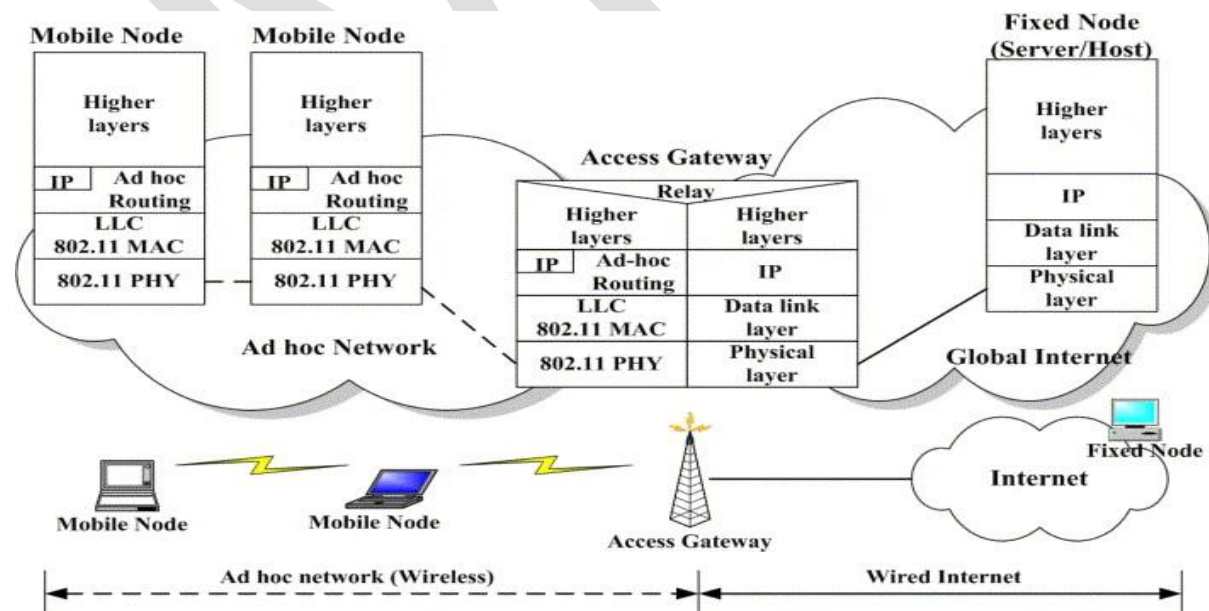 Mobile Node
Higher
layers
IP Ad hoc
Routing
LLC
802.11 MAC
802.11 PHY
Mobile Node
Higher
layers
IP Ad hoc
Routing
LLC
802.11 MAC
802.11 PHY
Ad hoc Network
Access Gateway
Relay
Higher
layers
IP Ad-hoc
Routing
LLC
802.11 MAC
802.11 PHY
Higher
layers
IP
Data link
layer
Physical
layer
Fixed Node
(Server/Host)
Higher
layers
IP
Data link
layer
Physical
layer
Global Internet
Mobile Node
Mobile Node
Access Gateway
Internet
Fixed Node
Ad hoc network (Wireless)
Wired Internet